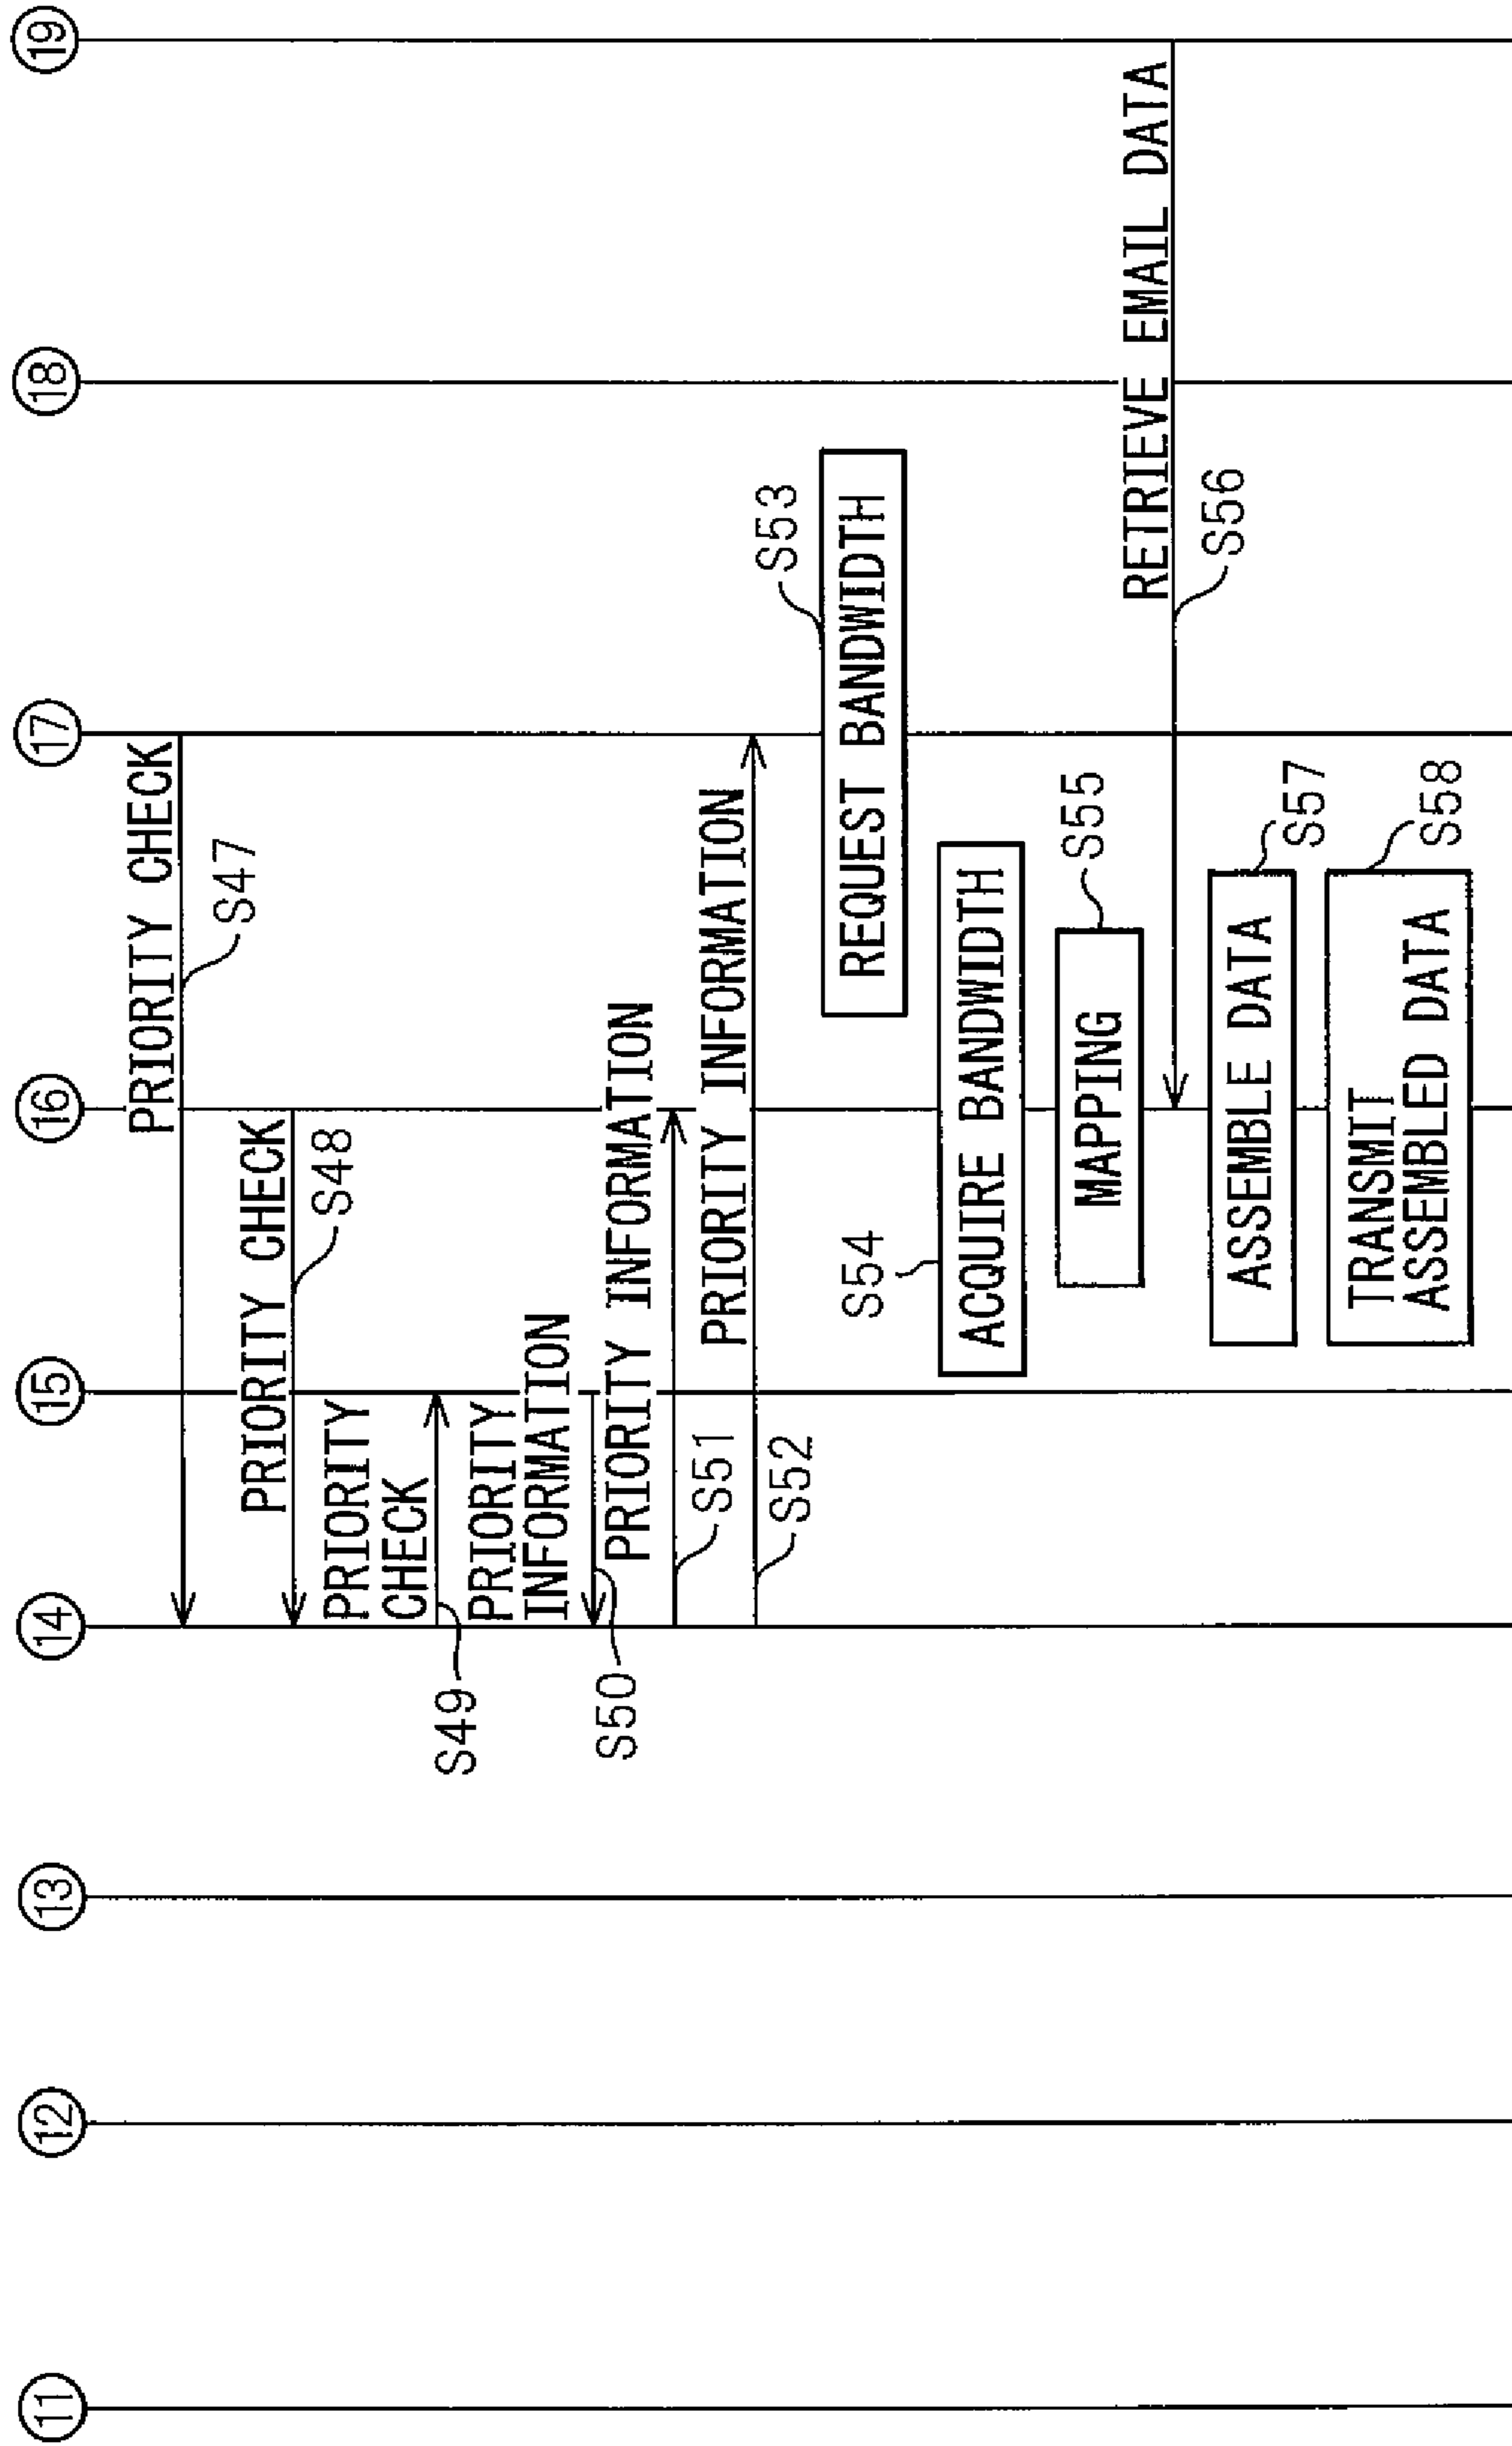 11
12
13
14
15
16
17
18
19
PRIORITY CHECK
S47
PRIORITY CHECK
S48
PRIORITY
CHECK
S49
PRIORITY
INFORMATION
S50
PRIORITY INFORMATION
S51
PRIORITY INFORMATION
S52
S53
REQUEST BANDWIDTH
S54
ACQUIRE BANDWIDTH
S55
MAPPING
RETRIEVE EMAIL DATA
S56
ASSEMBLE DATA
S57
TRANSMIT
ASSEMBLED DATA
S58